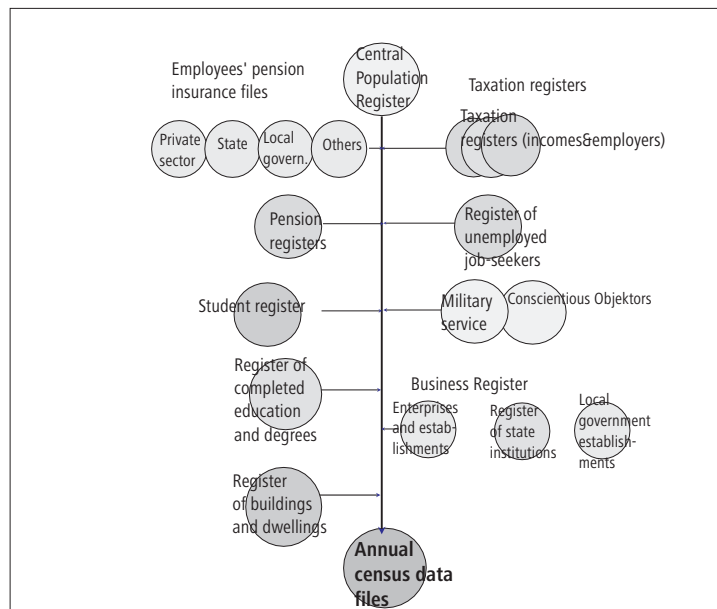 Central
Population
Register
Employees' pension
insurance files
Taxation registers
Private
sector
State
Local
govern.
Others
Taxation
registers (incomes&employers)
Pension
registers
Register of
unemployed
job-seekers
Student register
Military
service
Conscientious Objektors
Register of
completed
education
and degrees
Business Register
Enterprises
and estab-
lishments
Register
of state
institutions
Local
government
establish-
ments
Register
of buildings
and dwellings
Annual
census data
files